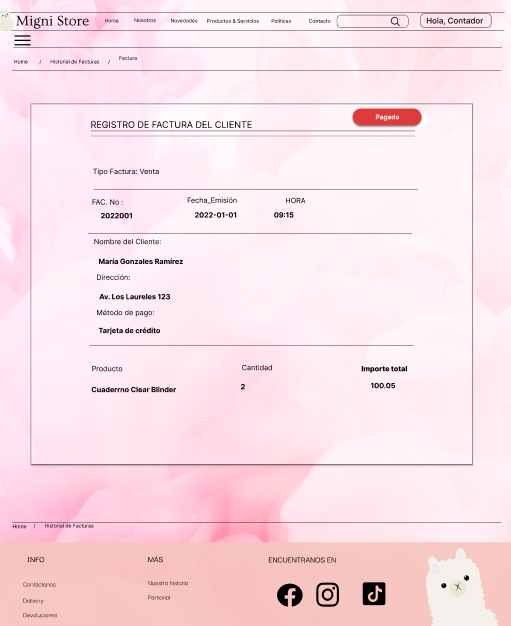 Migni Store Home Nosotros Novedades Productos & Servicios Políticas Contacto Hola, Contador
Home / Historial de Facturas / Factura
REGISTRO DE FACTURA DEL CLIENTE Pagado
Tipo Factura: Venta
FAC. No : Fecha_Emisión HORA
2022001 2022-01-01 09:15
Nombre del Cliente:
María Gonzales Ramírez
Dirección:
Av. Los Laureles 123
Método de pago:
Tarjeta de crédito
Producto Cantidad Importe total
Cuaderrno Clear Blinder 2 100.05
Home / Historial de Facturas
INFO MÁS ENCUENTRANOS EN
Contáctanos Nuestra historia
Delivery Personal
Devoluciones